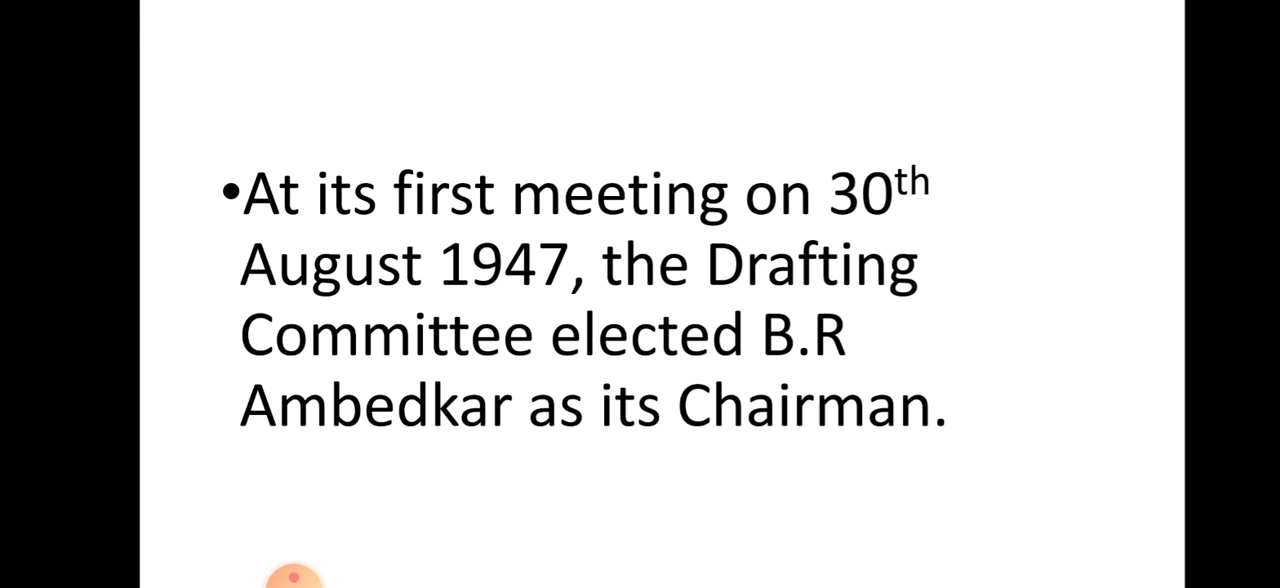 •At its first meeting on 30th
August 1947, the Drafting
Committee elected B.R
Ambedkar as its Chairman.